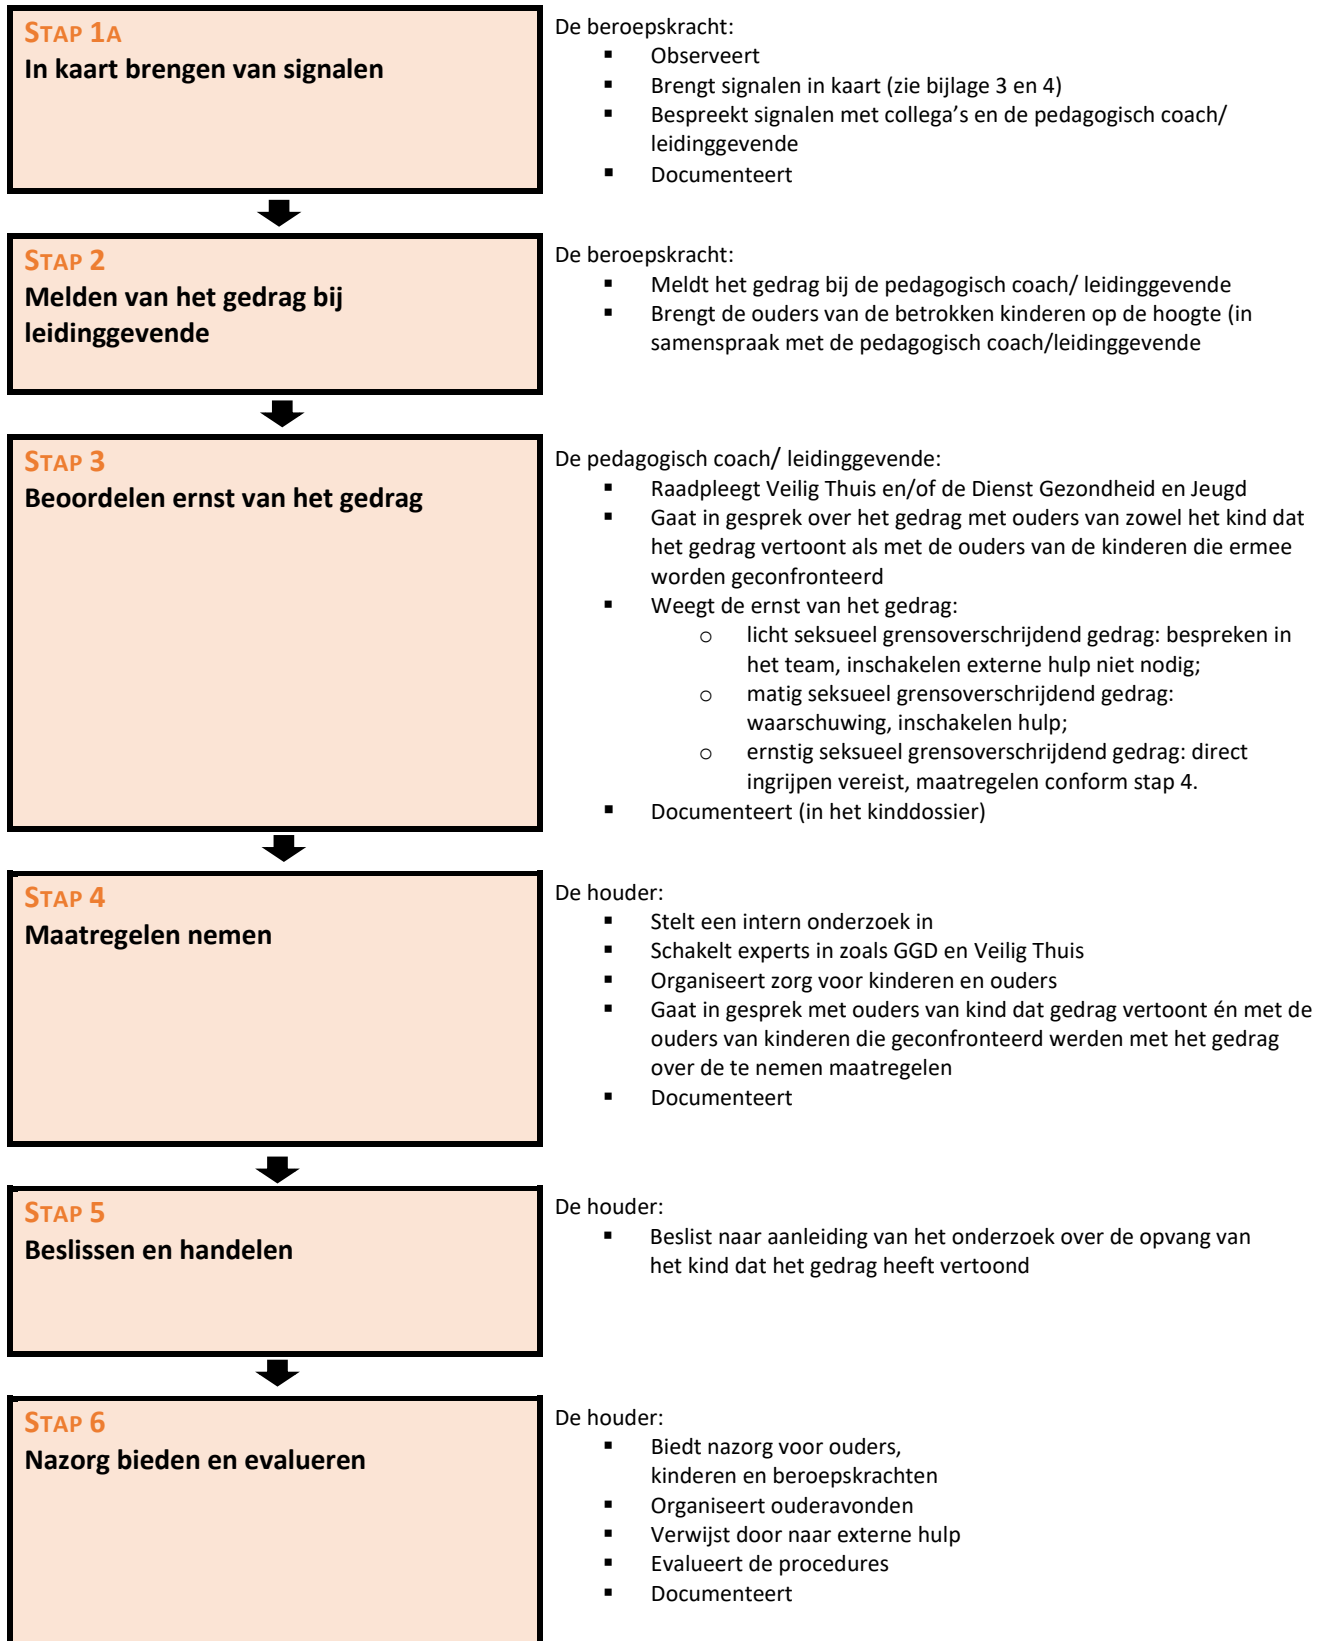 STAP 1A
In kaart brengen van signalen
De beroepskracht:
▪ Observeert
▪ Brengt signalen in kaart (zie bijlage 3 en 4)
▪ Bespreekt signalen met collega's en de pedagogisch coach/
leidinggevende
▪ Documenteert
STAP 2
Melden van het gedrag bij
leidinggevende
De beroepskracht:
▪ Meldt het gedrag bij de pedagogisch coach/ leidinggevende
▪ Brengt de ouders van de betrokken kinderen op de hoogte (in
samenspraak met de pedagogisch coach/leidinggevende
STAP 3
Beoordelen ernst van het gedrag
De pedagogisch coach/ leidinggevende:
▪ Raadpleegt Veilig Thuis en/of de Dienst Gezondheid en Jeugd
▪ Gaat in gesprek over het gedrag met ouders van zowel het kind dat
het gedrag vertoont als met de ouders van de kinderen die ermee
worden geconfronteerd
▪ Weegt de ernst van het gedrag:
o licht seksueel grensoverschrijdend gedrag: bespreken in
het team, inschakelen externe hulp niet nodig;
o matig seksueel grensoverschrijdend gedrag:
waarschuwing, inschakelen hulp;
o ernstig seksueel grensoverschrijdend gedrag: direct
ingrijpen vereist, maatregelen conform stap 4.
▪ Documenteert (in het kinddossier)
STAP 4
Maatregelen nemen
De houder:
▪ Stelt een intern onderzoek in
▪ Schakelt experts in zoals GGD en Veilig Thuis
▪ Organiseert zorg voor kinderen en ouders
▪ Gaat in gesprek met ouders van kind dat gedrag vertoont én met de
ouders van kinderen die geconfronteerd werden met het gedrag
over de te nemen maatregelen
▪ Documenteert
STAP 5
Beslissen en handelen
De houder:
▪ Beslist naar aanleiding van het onderzoek over de opvang van
het kind dat het gedrag heeft vertoond
STAP 6
Nazorg bieden en evalueren
De houder:
▪ Biedt nazorg voor ouders,
kinderen en beroepskrachten
▪ Organiseert ouderavonden
▪ Verwijst door naar externe hulp
▪ Evalueert de procedures
▪ Documenteert